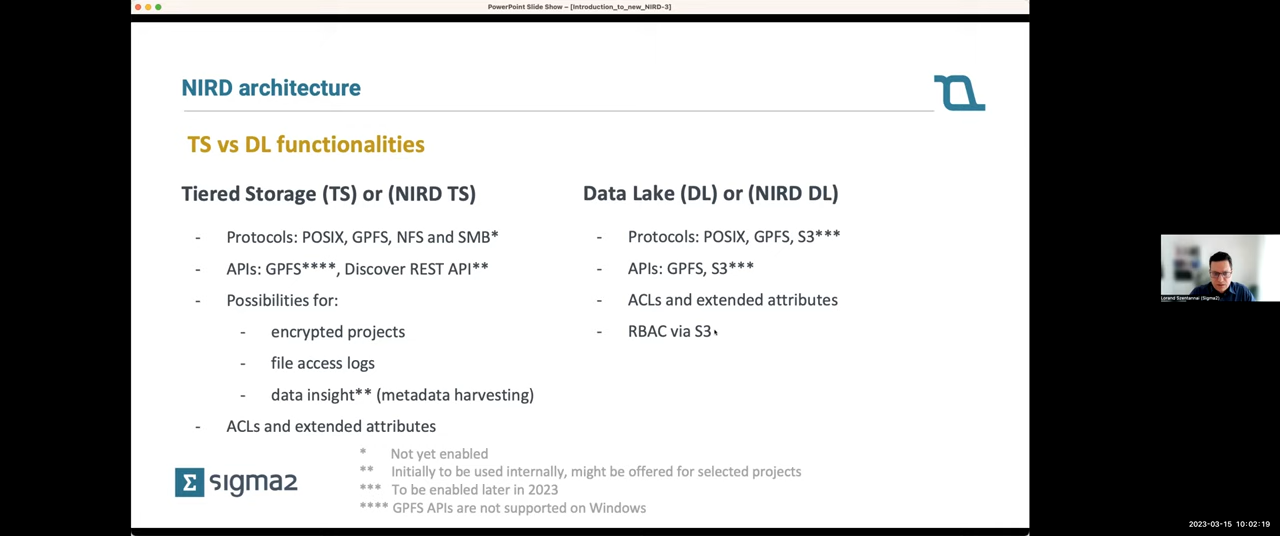 PowerPoint Slide Show – [Introduction_to_new_NIRD-3]
NIRD architecture
TS vs DL functionalities
Tiered Storage (TS) or (NIRD TS)
- Protocols: POSIX, GPFS, NFS and SMB*
- APIs: GPFS****, Discover REST API**
- Possibilities for:
- encrypted projects
- file access logs
- data insight** (metadata harvesting)
- ACLs and extended attributes
Data Lake (DL) or (NIRD DL)
- Protocols: POSIX, GPFS, S3***
- APIs: GPFS, S3***
- ACLs and extended attributes
- RBAC via S3
* Not yet enabled
** Initially to be used internally, might be offered for selected projects
*** To be enabled later in 2023
**** GPFS APIs are not supported on Windows
Σ sigma2
Lorand Szentannai (Sigma2)
2023-03-15 10:02:19